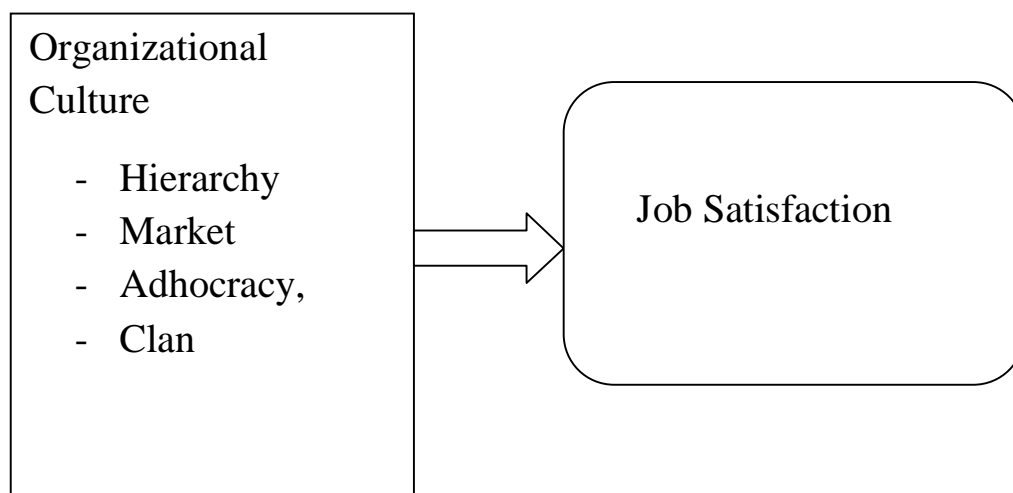 Organizational
Culture
- Hierarchy
- Market
- Adhocracy,
- Clan
Job Satisfaction